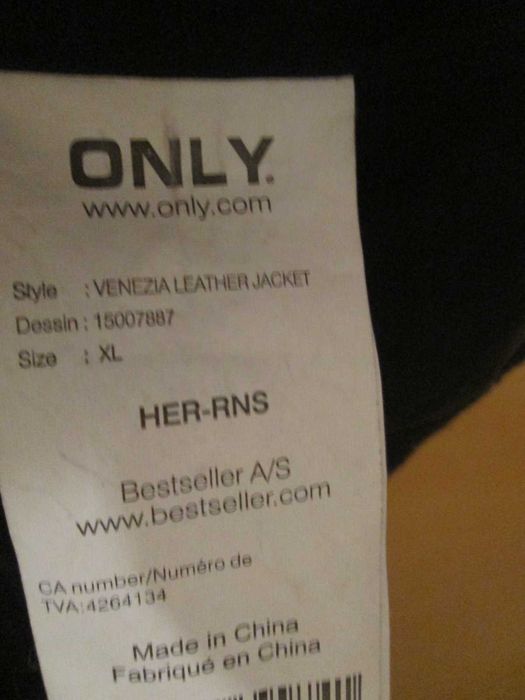 ONLY.
www.only.com
Style : VENEZIA LEATHER JACKET
Dessin : 15007887
Size : XL
HER-RNS
Bestseller A/S
www.bestseller.com
CA number/Numéro de
TVA:4264134
Made in China
Fabriqué en China